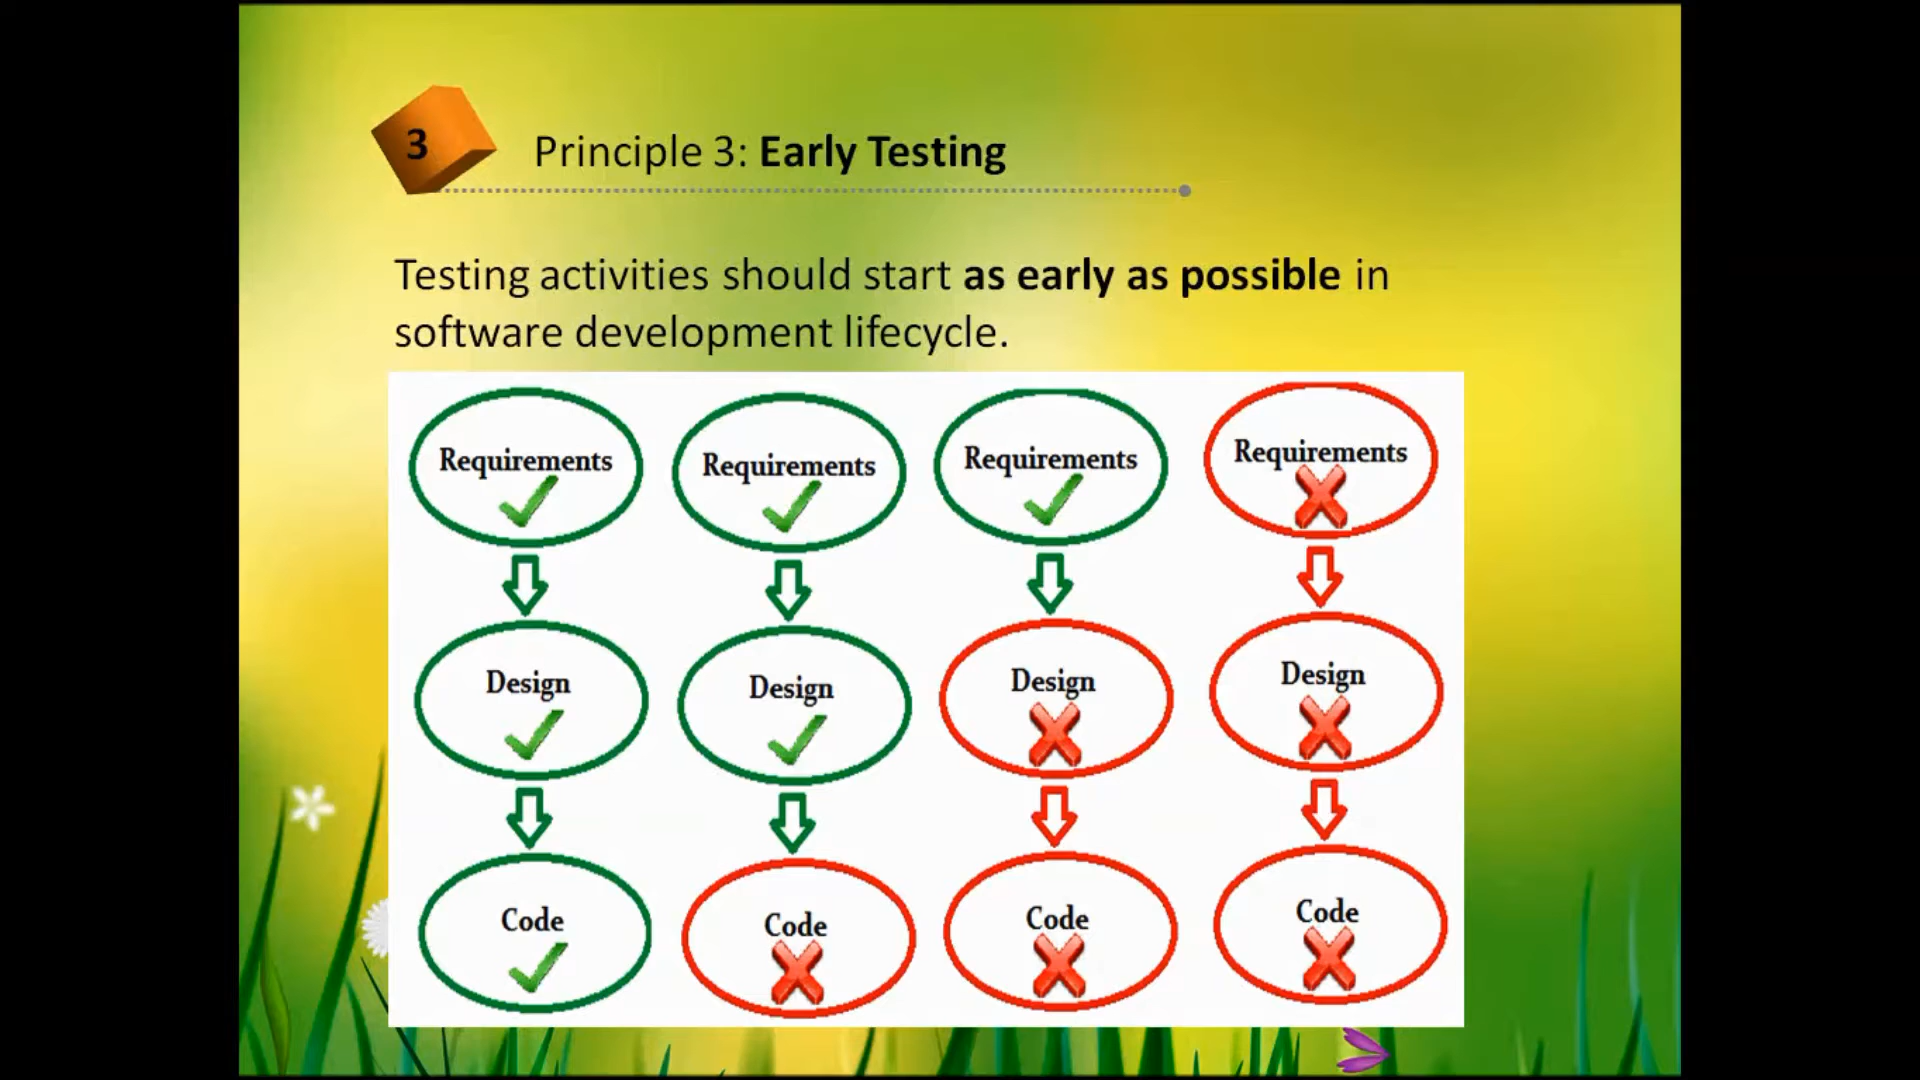 3
Principle 3: Early Testing
Testing activities should start as early as possible in
software development lifecycle.
Requirements Requirements Requirements Requirements
Design Design Design Design
Code Code Code Code